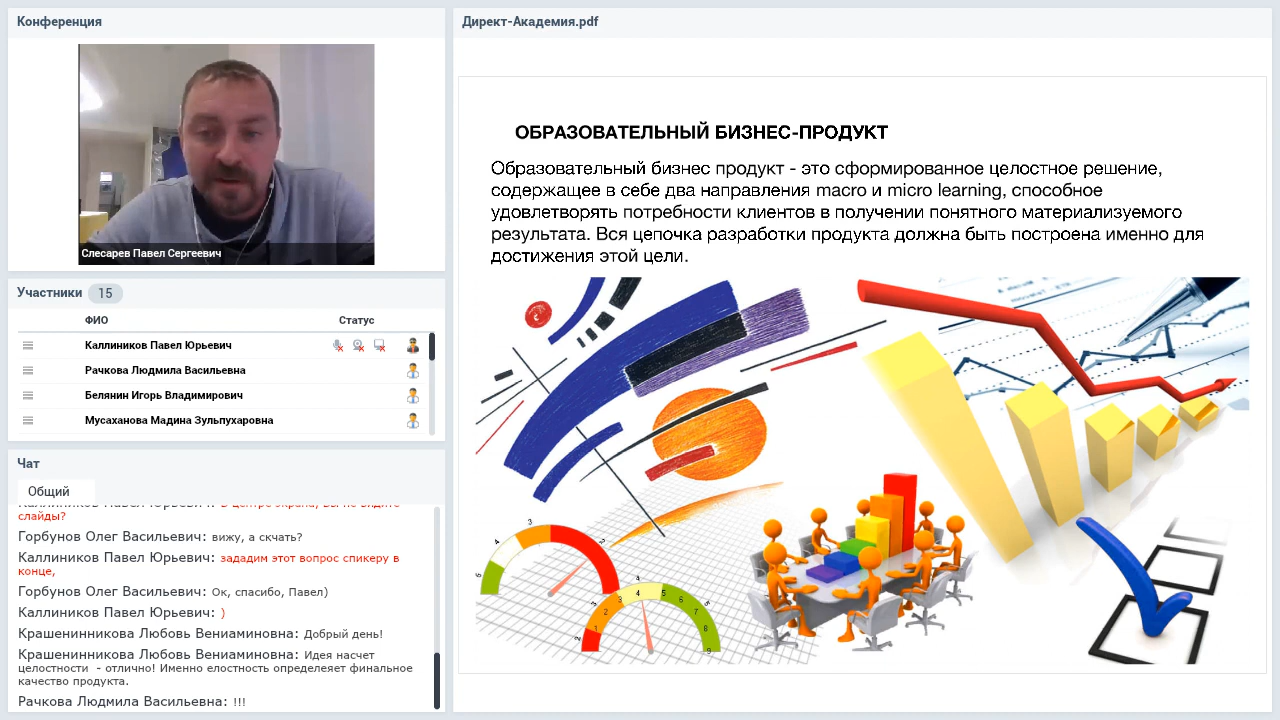 Конференция
Слесарев Павел Сергеевич
Участники 15
ФИО Статус
Каллиников Павел Юрьевич
Рачкова Людмила Васильевна
Белянин Игорь Владимирович
Мусаханова Мадина Зульпухаровна
Чат
Общий
слайды?
Горбунов Олег Васильевич: вижу, а скчать?
Каллиников Павел Юрьевич: зададим этот вопрос спикеру в
конце,
Горбунов Олег Васильевич: Ок, спасибо, Павел)
Каллиников Павел Юрьевич: )
Крашенинникова Любовь Вениаминовна: Добрый день!
Крашенинникова Любовь Вениаминовна: Идея насчет
целостности - отлично! Именно елостность определеяет финальное
качество продукта.
Рачкова Людмила Васильевна: !!!
Директ-Академия.pdf
ОБРАЗОВАТЕЛЬНЫЙ БИЗНЕС-ПРОДУКТ
Образовательный бизнес продукт - это сформированное целостное решение,
содержащее в себе два направления macro и micro learning, способное
удовлетворять потребности клиентов в получении понятного материализуемого
результата. Вся цепочка разработки продукта должна быть построена именно для
достижения этой цели.